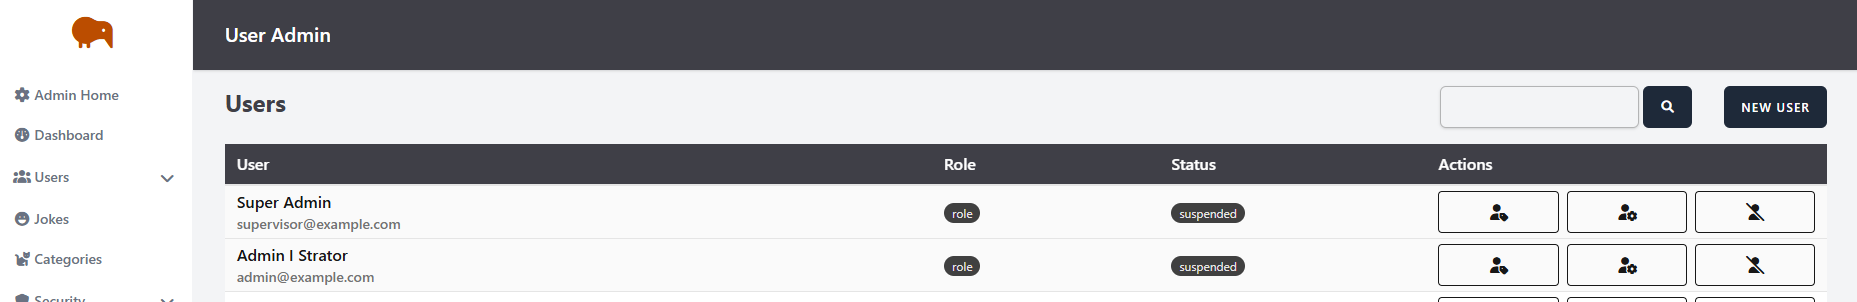 User Admin
Admin Home
Dashboard
Users
Jokes
Categories
Security
Users
NEW USER
User Role Status Actions
Super Admin
supervisor@example.com
role suspended
Admin I Strator
admin@example.com
role suspended